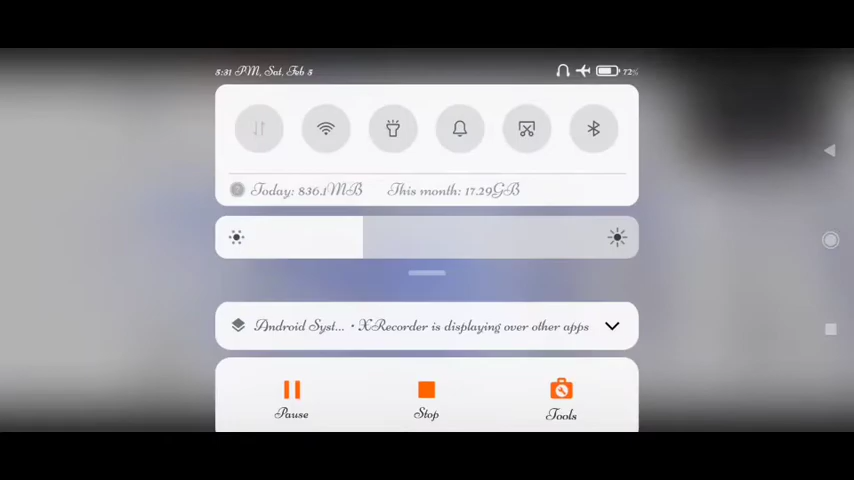 5:31 PM, Sat, Feb 5
72%
Today: 836.1MB This month: 17.29GB
Android Syst... • XRecorder is displaying over other apps
Pause Stop Tools